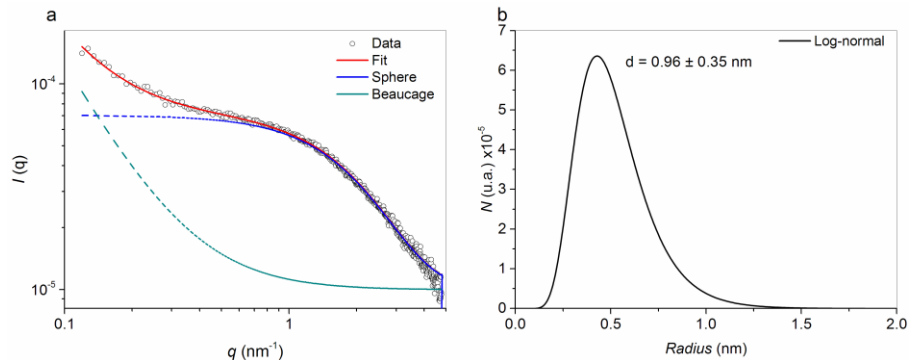 a
Data
Fit
Sphere
Beaucage
10⁻⁴
10⁻⁵
I (q)
0.1
1
q (nm⁻¹)
b
7
6
5
4
3
2
1
0
N (u.a.) x10⁻⁵
Log-normal
d = 0.96 ± 0.35 nm
0.0
0.5
1.0
1.5
2.0
Radius (nm)